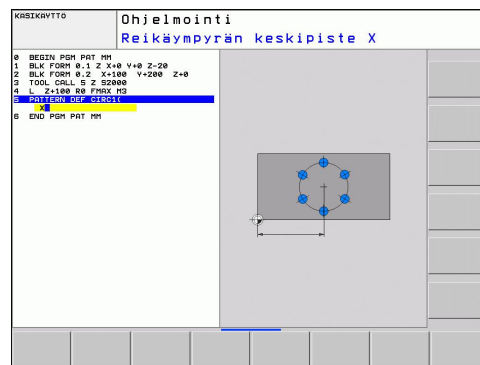 KÄSIKÄYTTÖ
Ohjelmointi
Reikäympyrän keskipiste X
0 BEGIN PGM PAT MM
1 BLK FORM 0.1 Z X+0 Y+0 Z-20
2 BLK FORM 0.2 X+100 Y+200 Z+0
3 TOOL CALL 5 Z S2000
4 L Z+100 R0 FMAX M3
5 PATTERN DEF CIRC1(
X
6 END PGM PAT MM